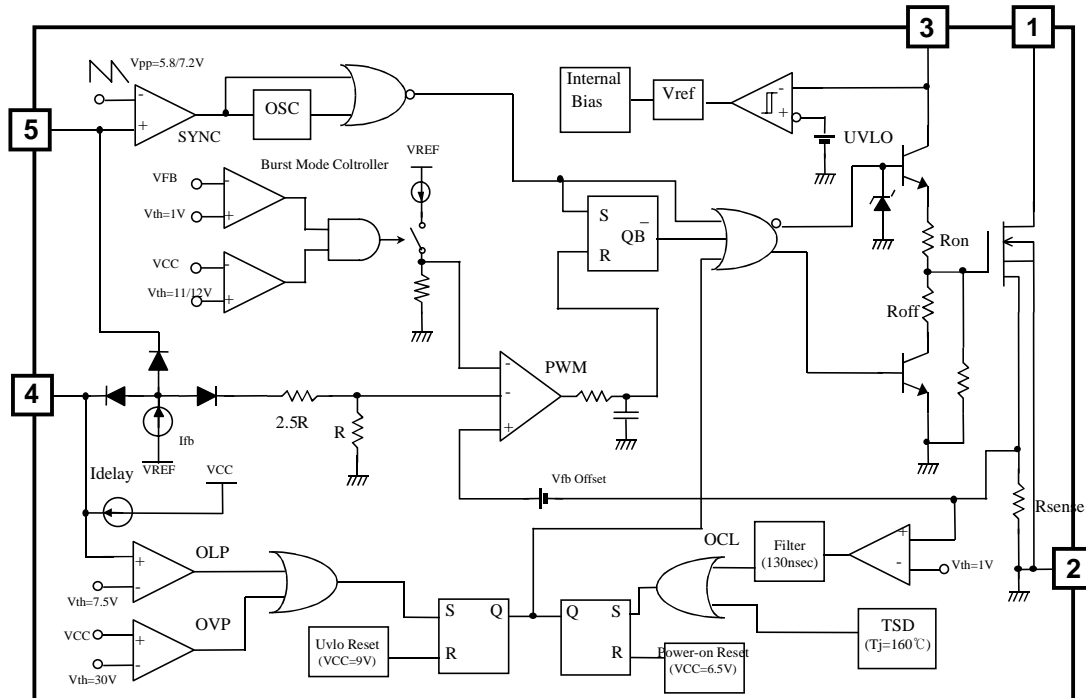 3
1
Vpp=5.8/7.2V
-
+
5
SYNC
OSC
Internal
Bias
Vref
-
+
UVLO
Burst Mode Coltroller
VREF
VFB
-
Vth=1V
+
VCC
-
Vth=11/12V
+
S
QB
R
Ron
Roff
4
2.5R
R
-
-
+
PWM
Ifb
VREF
Idelay
VCC
Vfb Offset
Rsense
OLP
+
-
Vth=7.5V
OCL
Filter
(130nsec)
+
-
Vth=1V
2
OVP
VCC
+
-
Vth=30V
S
Q
R
Uvlo Reset
(VCC=9V)
Q
S
R
Power-on Reset
(VCC=6.5V)
TSD
(Tj=160℃)